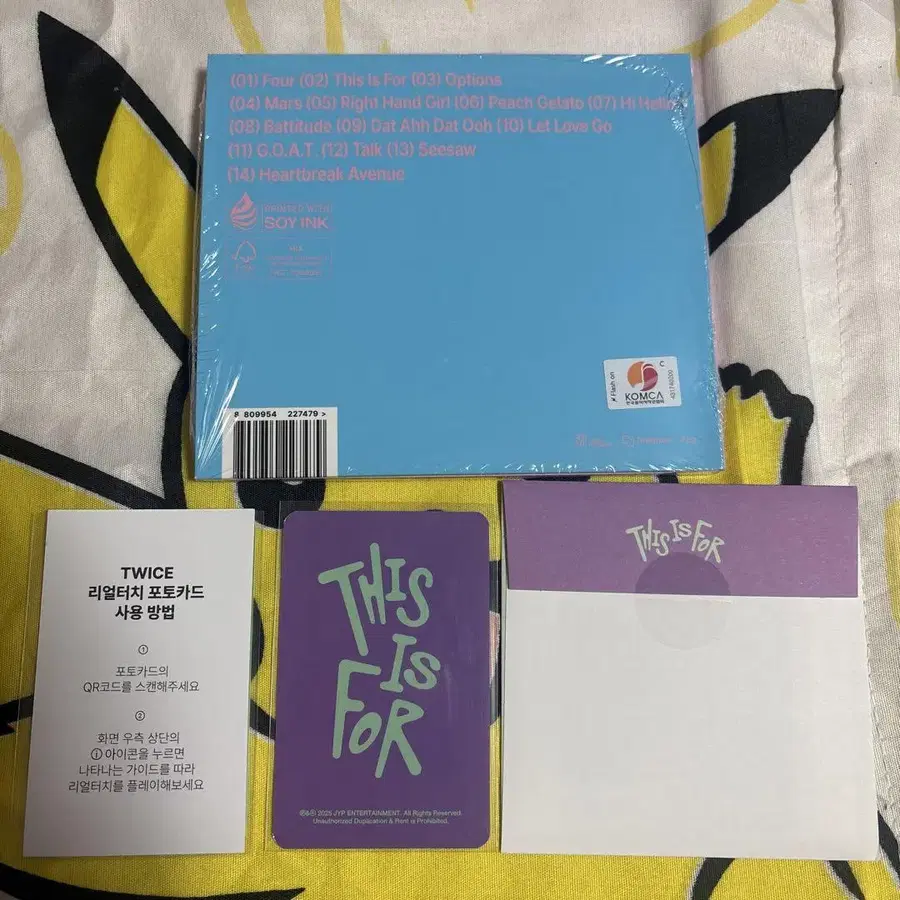 (01) Four (02) This Is For (03) Options
(04) Mars (05) Right Hand Girl (06) Peach Gelato (07) Hi Hello
(08) Battitude (09) Dat Ahh Dat Ooh (10) Let Love Go
(11) G.O.A.T. (12) Talk (13) Seesaw
(14) Heartbreak Avenue
PRINTED WITH
SOY INK
FSC
MIX
Flash on
C
KOMCA
8 809954 227479 >
TWICE
리얼터치 포토카드
사용 방법
①
포토카드의
QR코드를 스캔해주세요
②
화면 우측 상단의
ⓘ 아이콘을 누르면
나타나는 가이드를 따라
리얼터치를 플레이해보세요
THIS
IS
FOR
Ⓟ&Ⓒ 2025 JYP ENTERTAINMENT. All Rights Reserved.
Unauthorized Duplication & Rent is Prohibited.
THIS IS FOR